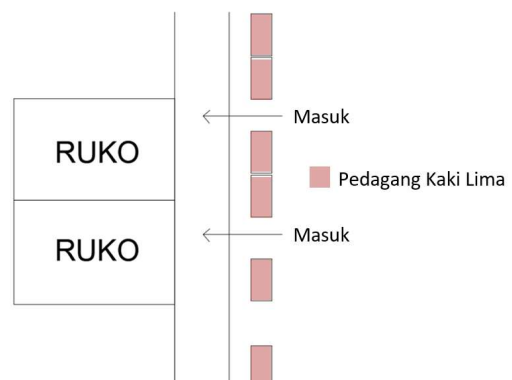 RUKO
Masuk
Pedagang Kaki Lima
RUKO
Masuk